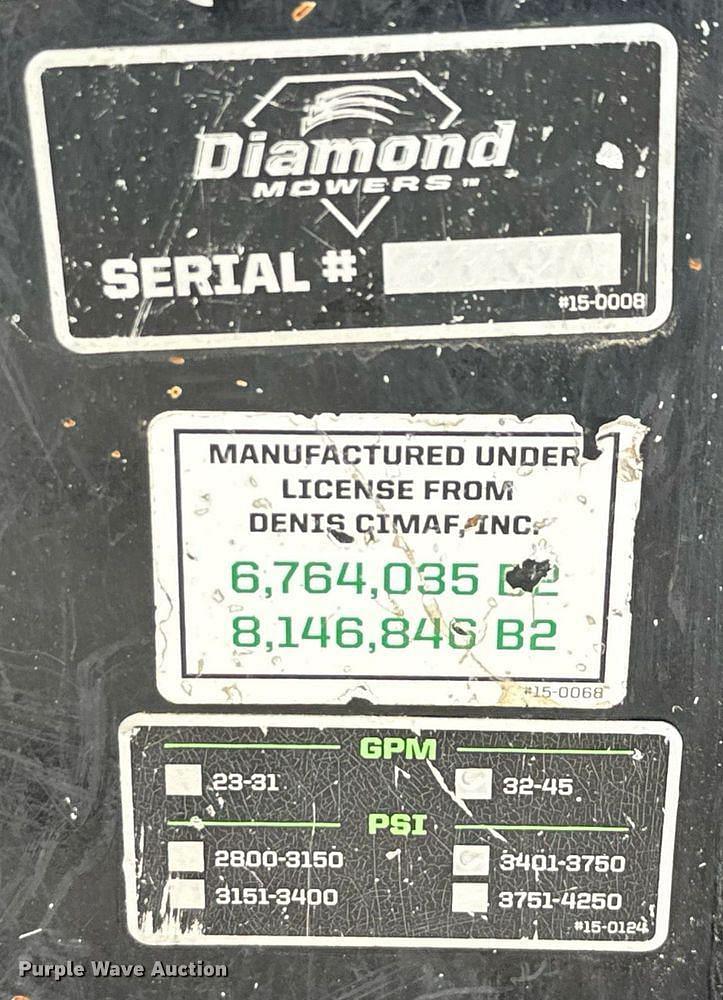 Diamond
MOWERS™
SERIAL #
#15-0008
MANUFACTURED UNDER
LICENSE FROM
DENIS CIMAF, INC.
6,764,035 B2
8,146,846 B2
#15-0068
GPM
23-31 32-45
PSI
2800-3150 3401-3750
3151-3400 3751-4250
#15-0124
Purple Wave Auction